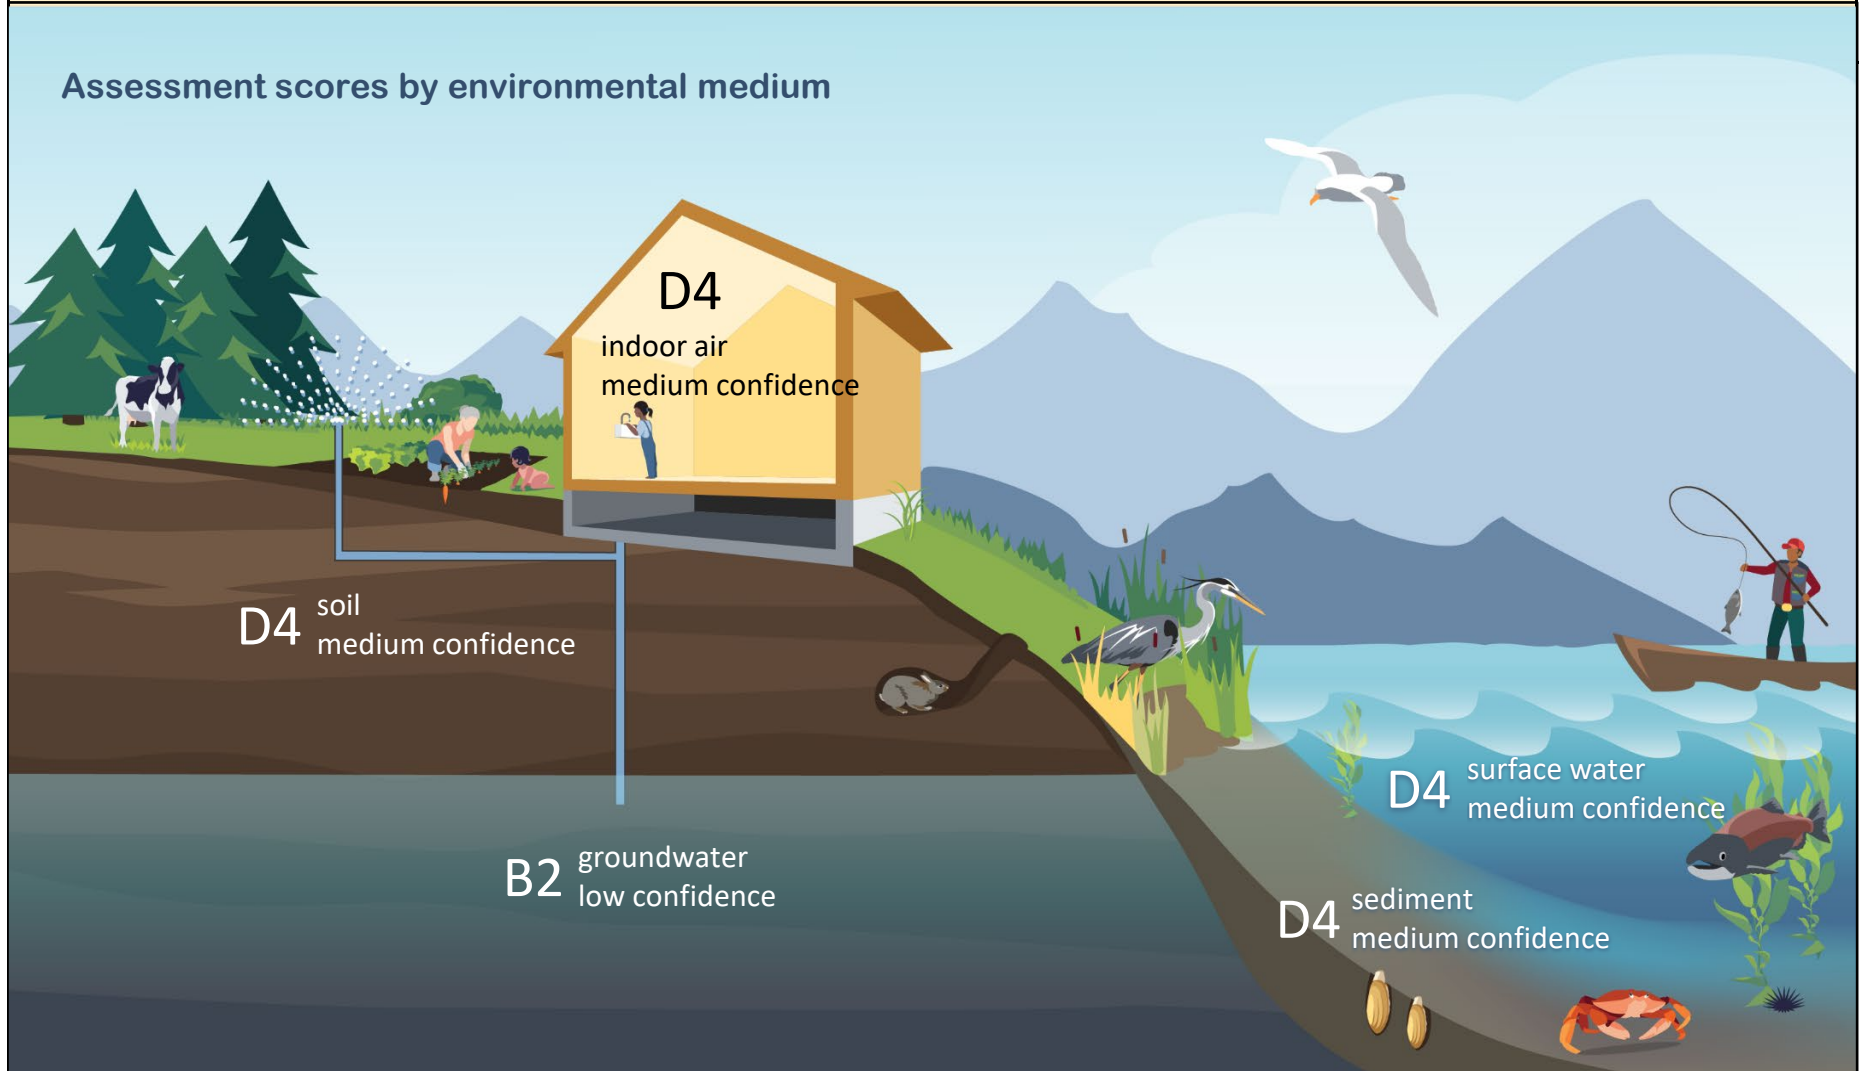 Assessment scores by environmental medium
D4
indoor air
medium confidence
D4 soil
medium confidence
D4 surface water
medium confidence
B2 groundwater
low confidence
D4 sediment
medium confidence